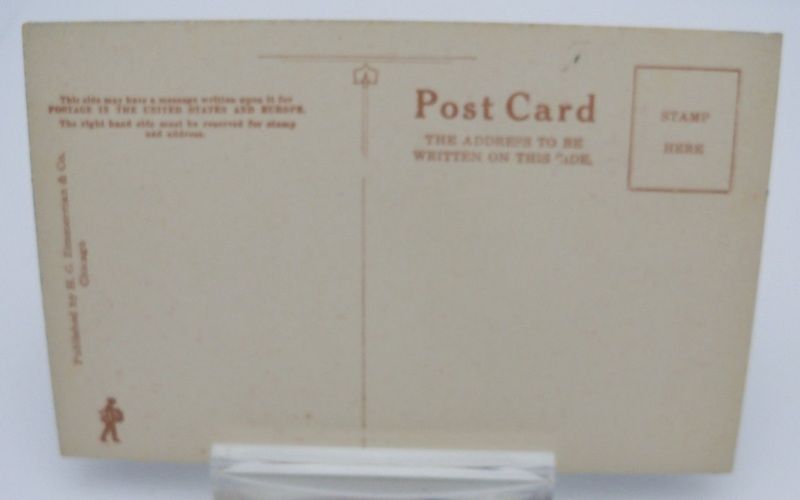 This side may have a message written upon it for
POSTAGE IN THE UNITED STATES AND EUROPE.
The right hand side must be reserved for stamp
and address.
Published by H. G. Zimmerman & Co.
Chicago
Post Card
THE ADDRESS TO BE
WRITTEN ON THIS SIDE.
STAMP
HERE